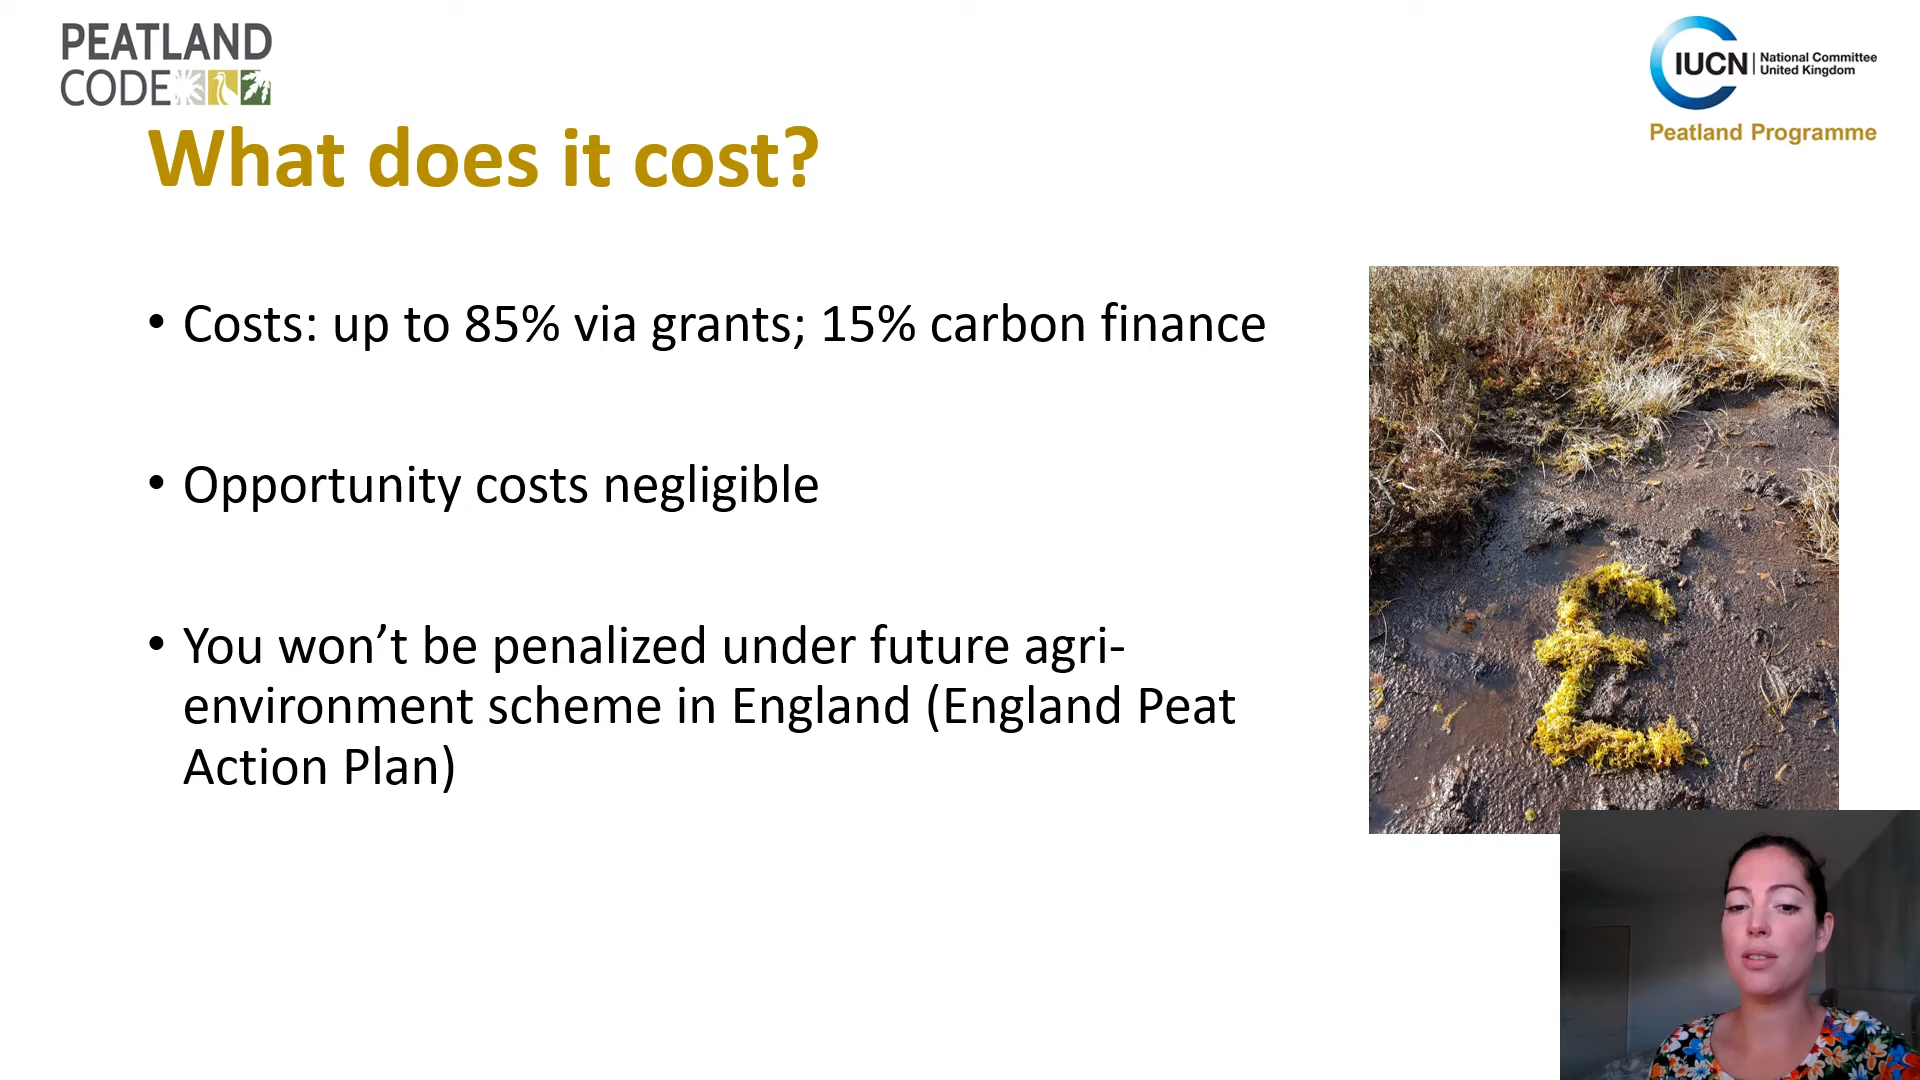 PEATLAND
CODE
IUCN
National Committee
United Kingdom
Peatland Programme
What does it cost?
• Costs: up to 85% via grants; 15% carbon finance
• Opportunity costs negligible
• You won’t be penalized under future agri-
environment scheme in England (England Peat
Action Plan)
£